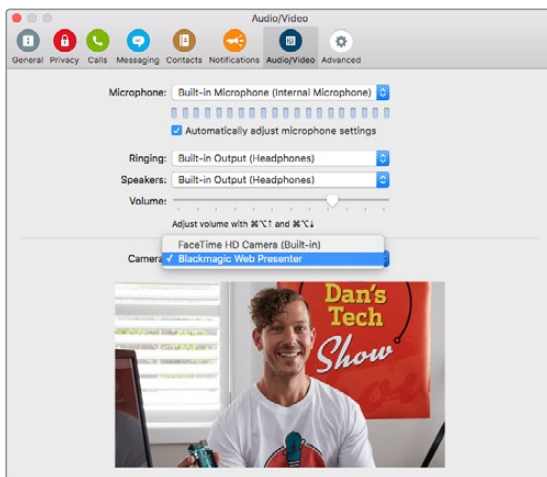 Audio/Video
General Privacy Calls Messaging Contacts Notifications Audio/Video Advanced
Microphone: Built-in Microphone (Internal Microphone)
Automatically adjust microphone settings
Ringing: Built-in Output (Headphones)
Speakers: Built-in Output (Headphones)
Volume:
Adjust volume with ⌘⌥↑ and ⌘⌥↓
FaceTime HD Camera (Built-in)
Camera ✓ Blackmagic Web Presenter
Dan's
Tech
Show